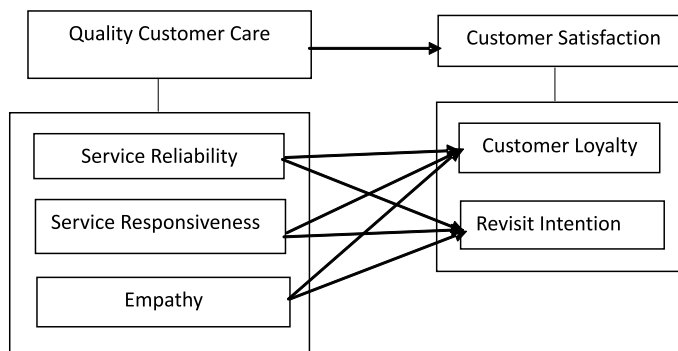 Quality Customer Care
Customer Satisfaction
Service Reliability
Customer Loyalty
Service Responsiveness
Revisit Intention
Empathy